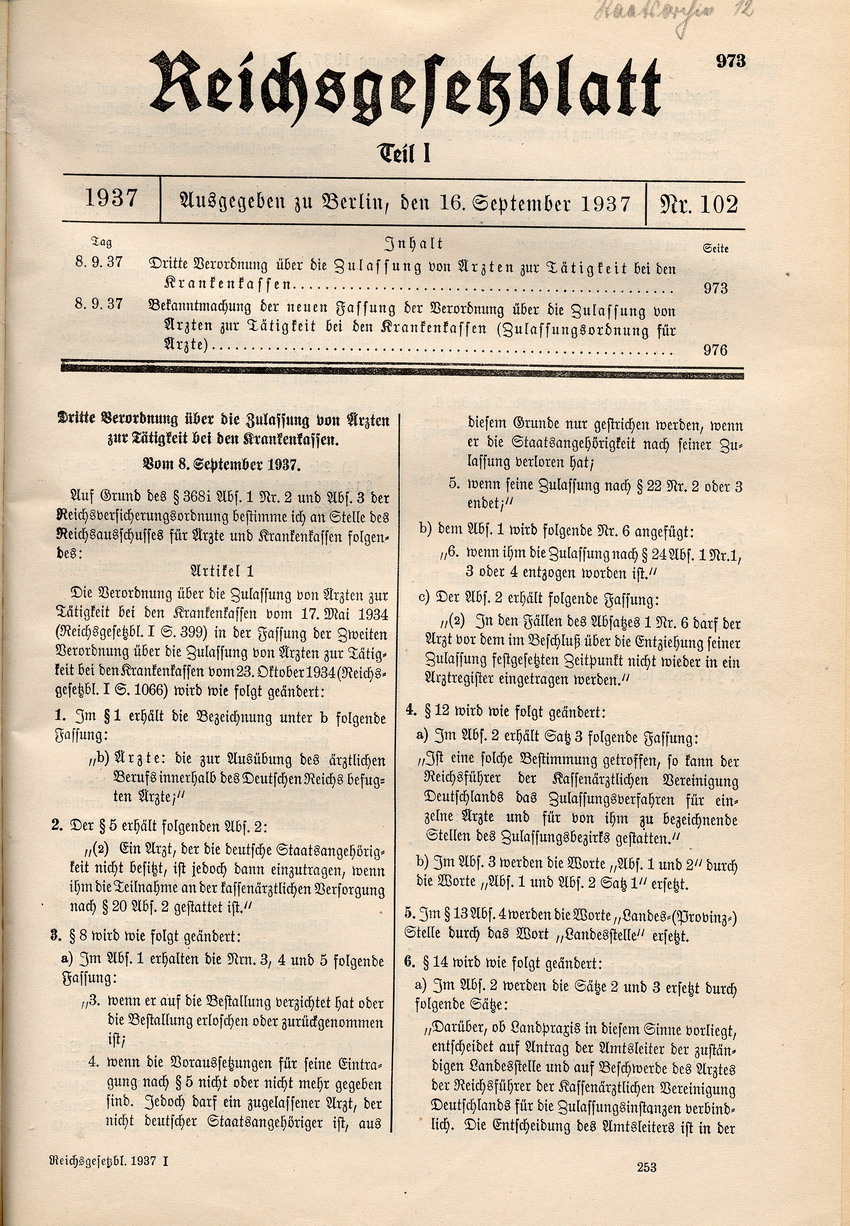 Staatsarchiv 12
973
Reichsgesetzblatt
Teil I
1937
Ausgegeben zu Berlin, den 16. September 1937
Nr. 102
Tag
Inhalt
Seite
8. 9. 37 Dritte Verordnung über die Zulassung von Ärzten zur Tätigkeit bei den
Krankenkassen. . . . . . . . . . . . . . . . . . . . . . . . . . . . . . . . . . . . . . . . . . . . . 973
8. 9. 37 Bekanntmachung der neuen Fassung der Verordnung über die Zulassung von
Ärzten zur Tätigkeit bei den Krankenkassen (Zulassungsordnung für
Ärzte) . . . . . . . . . . . . . . . . . . . . . . . . . . . . . . . . . . . . . . . . . . . . . . . . . . . . 976
Dritte Verordnung über die Zulassung von Ärzten
zur Tätigkeit bei den Krankenkassen.
Vom 8. September 1937.
Auf Grund des § 368i Abs. 1 Nr. 2 und Abs. 3 der
Reichsversicherungsordnung bestimme ich an Stelle des
Reichsausschusses für Ärzte und Krankenkassen folgen-
des:
Artikel 1
Die Verordnung über die Zulassung von Ärzten zur
Tätigkeit bei den Krankenkassen vom 17. Mai 1934
(Reichsgesetzbl. I S. 399) in der Fassung der Zweiten
Verordnung über die Zulassung von Ärzten zur Tätig-
keit bei den Krankenkassen vom 23. Oktober 1934 (Reichs-
gesetzbl. I S. 1066) wird wie folgt geändert:
1. Im § 1 erhält die Bezeichnung unter b folgende
Fassung:
„b) Ärzte: die zur Ausübung des ärztlichen
Berufs innerhalb des Deutschen Reichs befug-
ten Ärzte;"
2. Der § 5 erhält folgenden Abs. 2:
„(2) Ein Arzt, der die deutsche Staatsangehörig-
keit nicht besitzt, ist jedoch dann einzutragen, wenn
ihm die Teilnahme an der kassenärztlichen Versorgung
nach § 20 Abs. 2 gestattet ist."
3. § 8 wird wie folgt geändert:
a) Im Abs. 1 erhalten die Nrn. 3, 4 und 5 folgende
Fassung:
„3. wenn er auf die Bestallung verzichtet hat oder
die Bestallung erloschen oder zurückgenommen
ist;
4. wenn die Voraussetzungen für seine Eintra-
gung nach § 5 nicht oder nicht mehr gegeben
sind. Jedoch darf ein zugelassener Arzt, der
nicht deutscher Staatsangehöriger ist, aus
diesem Grunde nur gestrichen werden, wenn
er die Staatsangehörigkeit nach seiner Zu-
lassung verloren hat;
5. wenn seine Zulassung nach § 22 Nr. 2 oder 3
endet;"
b) dem Abs. 1 wird folgende Nr. 6 angefügt:
„6. wenn ihm die Zulassung nach § 24 Abs. 1 Nr. 1,
3 oder 4 entzogen worden ist."
c) Der Abs. 2 erhält folgende Fassung:
„(2) In den Fällen des Absatzes 1 Nr. 6 darf der
Arzt vor dem im Beschluß über die Entziehung seiner
Zulassung festgesetzten Zeitpunkt nicht wieder in ein
Arztregister eingetragen werden."
4. § 12 wird wie folgt geändert:
a) Im Abs. 2 erhält Satz 3 folgende Fassung:
„Ist eine solche Bestimmung getroffen, so kann der
Reichsführer der Kassenärztlichen Vereinigung
Deutschlands das Zulassungsverfahren für ein-
zelne Ärzte und für von ihm zu bezeichnende
Stellen des Zulassungsbezirks gestatten."
b) Im Abs. 3 werden die Worte „Abs. 1 und 2" durch
die Worte „Abs. 1 und Abs. 2 Satz 1" ersetzt.
5. Im § 13 Abs. 4 werden die Worte „Landes-(Provinz-)
Stelle durch das Wort „Landesstelle" ersetzt.
6. § 14 wird wie folgt geändert:
a) Im Abs. 2 werden die Sätze 2 und 3 ersetzt durch
folgende Sätze:
„Darüber, ob Landpraxis in diesem Sinne vorliegt,
entscheidet auf Antrag der Amtsleiter der zustän-
digen Landesstelle und auf Beschwerde des Arztes
der Reichsführer der Kassenärztlichen Vereinigung
Deutschlands für die Zulassungsinstanzen verbind-
lich. Die Entscheidung des Amtsleiters ist in der
Reichsgesetzbl. 1937 I
253